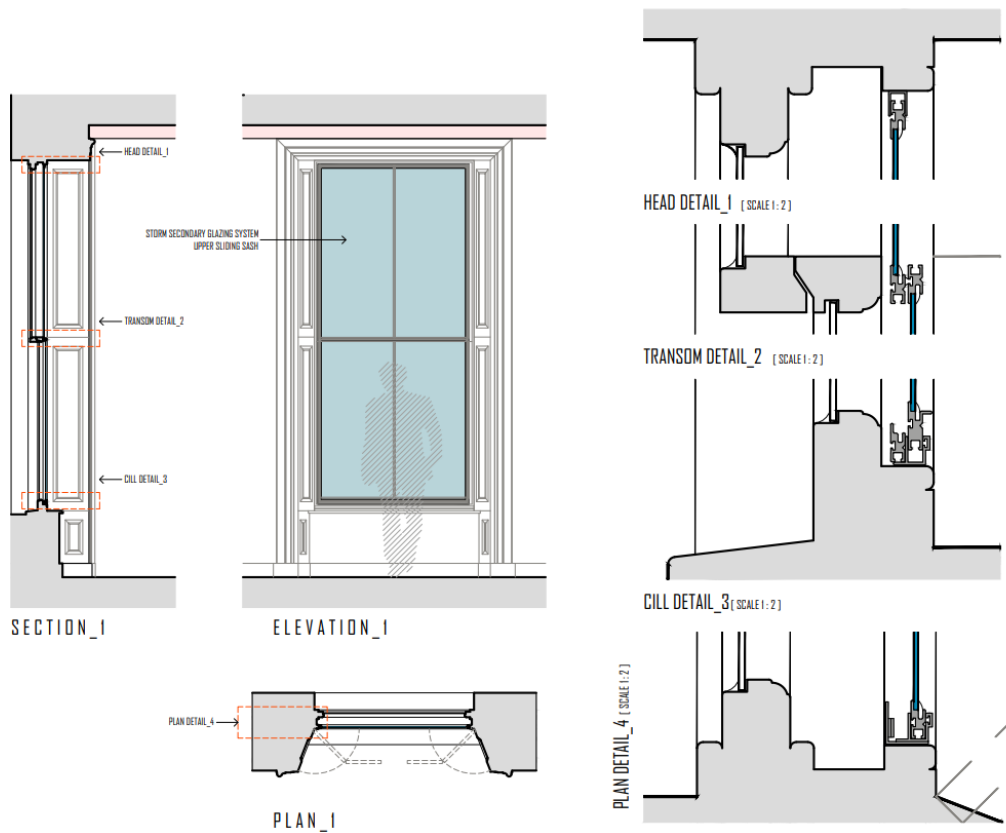 HEAD DETAIL_1
STORM SECONDARY GLAZING SYSTEM
UPPER SLIDING SASH
TRANSOM DETAIL_2
CILL DETAIL_3
SECTION_1
ELEVATION_1
PLAN DETAIL_4
PLAN_1
HEAD DETAIL_1 [ SCALE 1 : 2 ]
TRANSOM DETAIL_2 [ SCALE 1 : 2 ]
CILL DETAIL_3 [ SCALE 1 : 2 ]
PLAN DETAIL_4 [ SCALE 1 : 2 ]